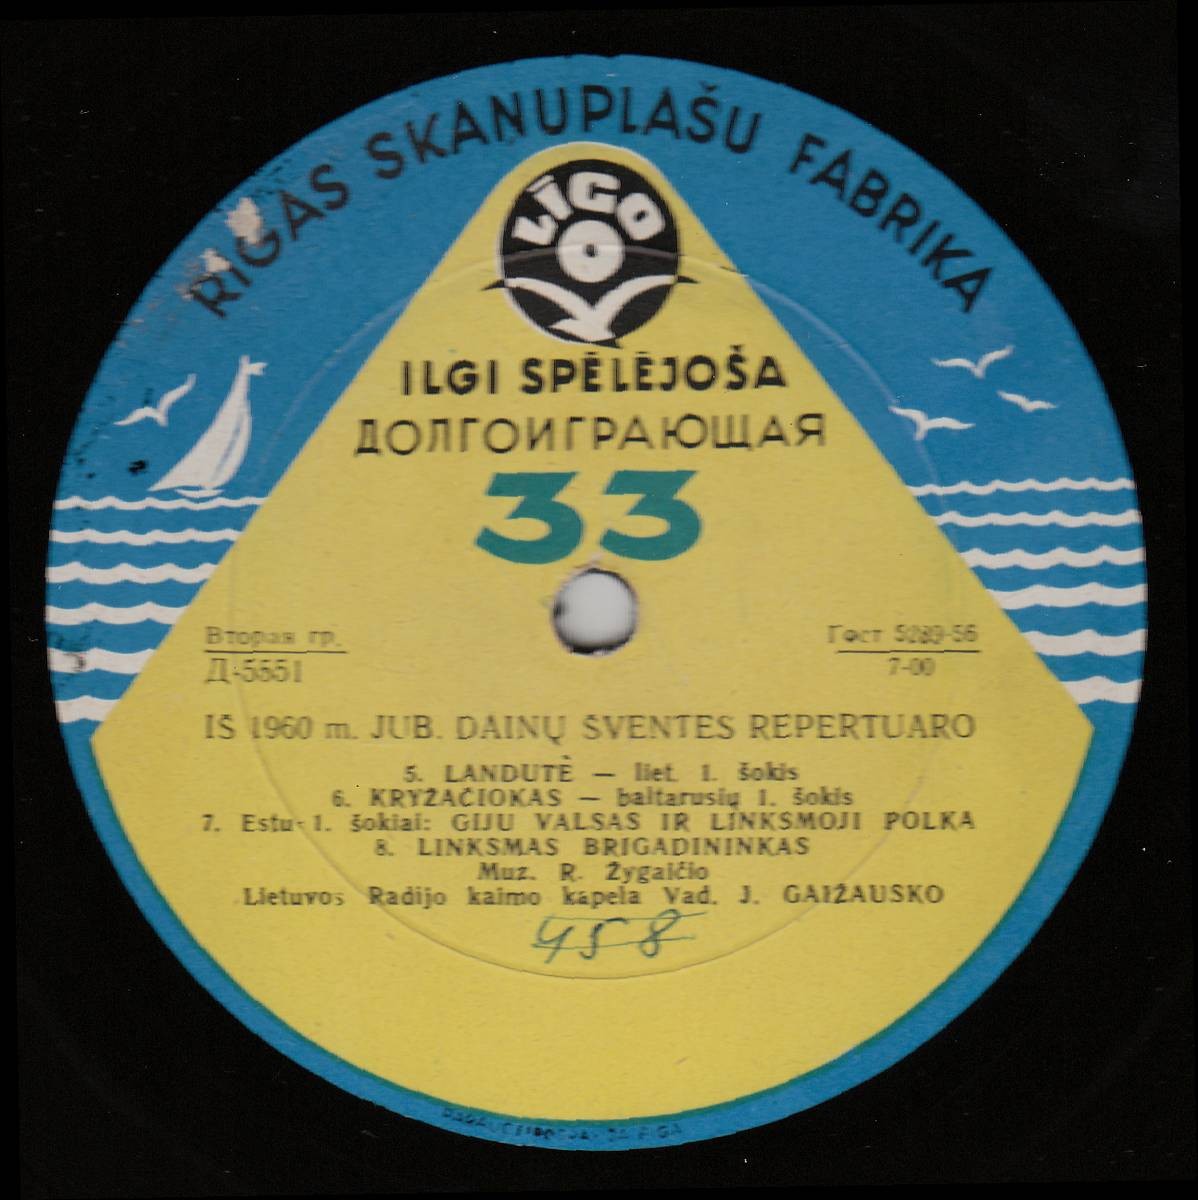 RĪGAS SKAŅUPLAŠU FABRIKA
LĪGO
ILGI SPĒLĒJOŠA
ДОЛГОИГРАЮЩАЯ
33
Вторая гр.
Д-5851
Гост 5289-56
7-00
IŠ 1960 m. JUB. DAINŲ ŠVENTĖS REPERTUARO
5. LANDUTĖ — liet. l. šokis
6. KRYŽAČIOKAS — baltarusių l. šokis
7. Estų l. šokiai: GIJU VALSAS IR LINKSMOJI POLKA
8. LINKSMAS BRIGADININKAS
Muz. R. Žygaičio
Lietuvos Radijo kaimo kapela Vad. J. GAIŽAUSKO
458